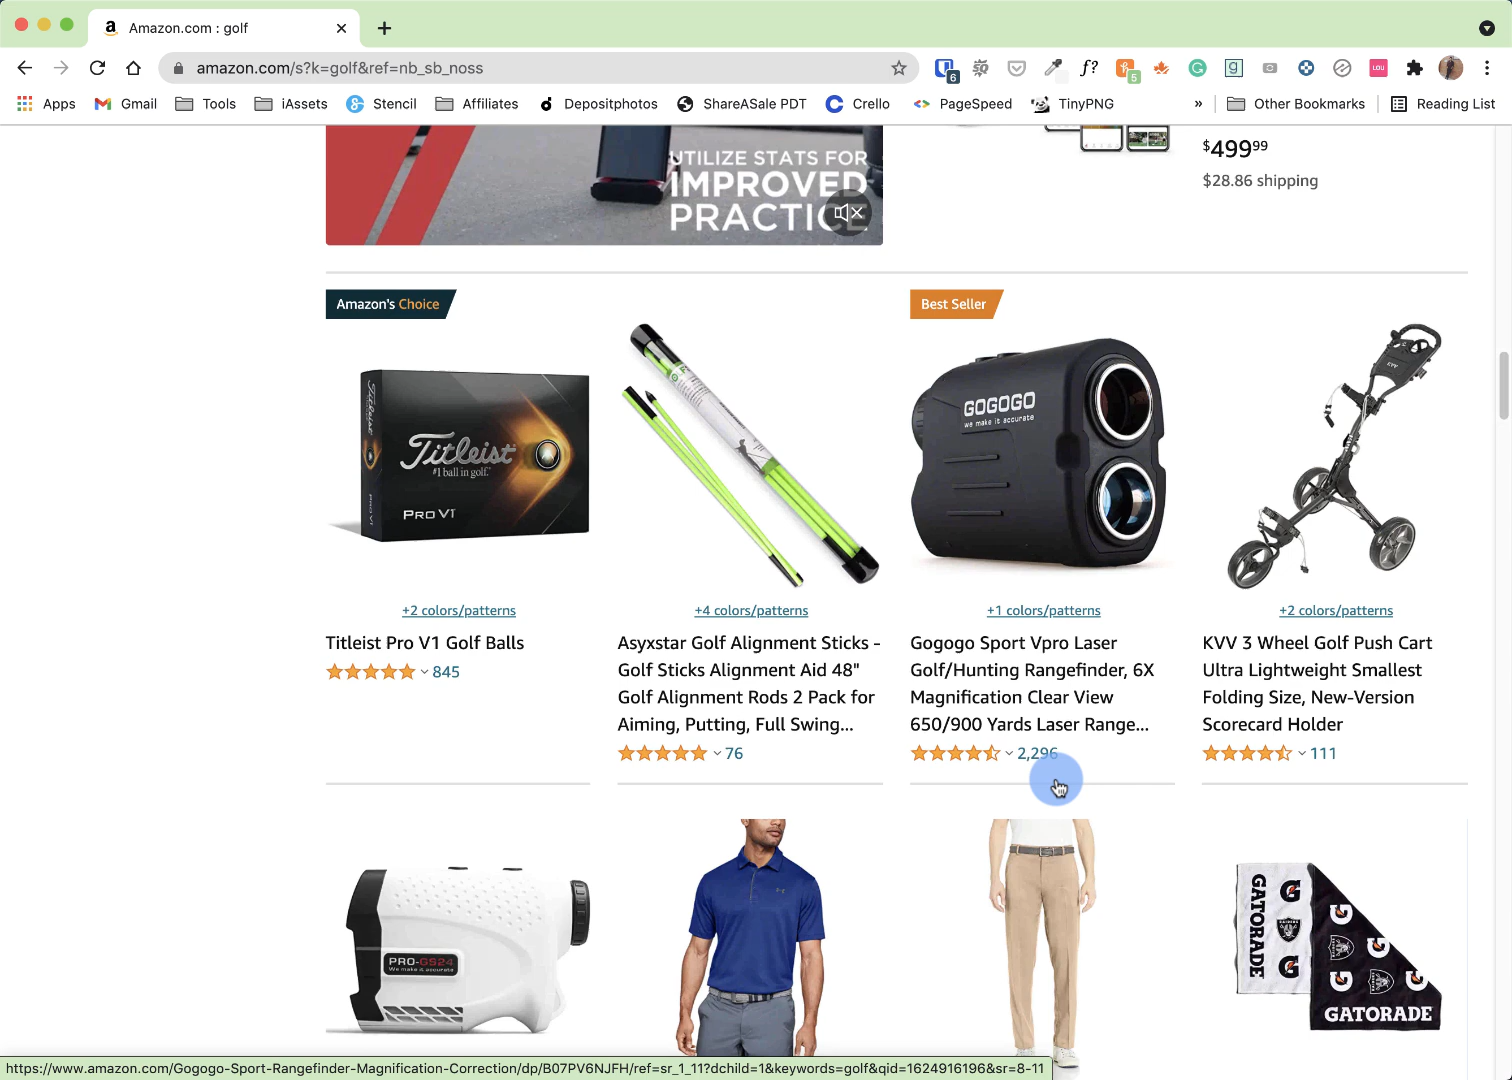 Amazon.com : golf
amazon.com/s?k=golf&ref=nb_sb_noss
6
f?
5
LOU
Apps
Gmail
Tools
iAssets
Stencil
Affiliates
Depositphotos
ShareASale PDT
Crello
PageSpeed
TinyPNG
»
Other Bookmarks
Reading List
UTILIZE STATS FOR
IMPROVED
PRACTICE
$499⁹⁹
$28.86 shipping
Amazon's Choice
Best Seller
Titleist
#1 ball in golf.
PRO V1
GOGOGO
we make it accurate
KVV
+2 colors/patterns
+4 colors/patterns
+1 colors/patterns
+2 colors/patterns
Titleist Pro V1 Golf Balls
845
Asyxstar Golf Alignment Sticks -
Golf Sticks Alignment Aid 48"
Golf Alignment Rods 2 Pack for
Aiming, Putting, Full Swing...
76
Gogogo Sport Vpro Laser
Golf/Hunting Rangefinder, 6X
Magnification Clear View
650/900 Yards Laser Range...
2,296
KVV 3 Wheel Golf Push Cart
Ultra Lightweight Smallest
Folding Size, New-Version
Scorecard Holder
111
PRO-GS24
We make it accurate
GATORADE
GATORADE
https://www.amazon.com/Gogogo-Sport-Rangefinder-Magnification-Correction/dp/B07PV6NJFH/ref=sr_1_11?dchild=1&keywords=golf&qid=1624916196&sr=8-11